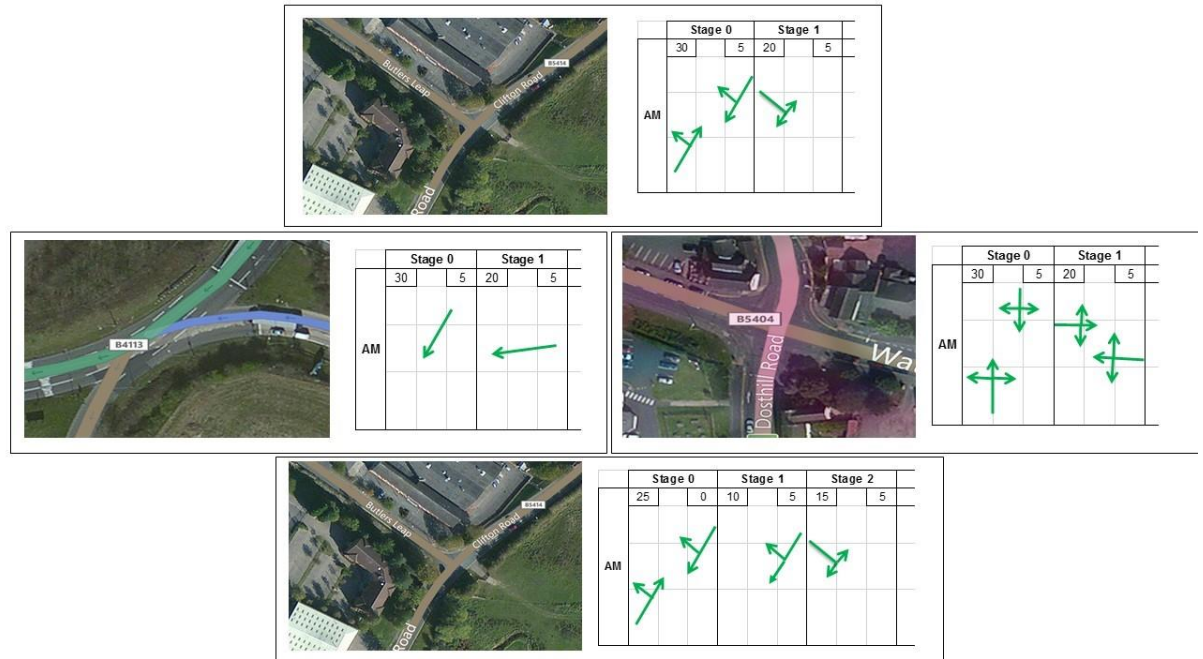 Butlers Leap
Clifton Road
B5414
Road
Stage 0 Stage 1
30 5 20 5
AM
B4113
Stage 0 Stage 1
30 5 20 5
AM
B5404
Dosthill Road
Wa
Stage 0 Stage 1
30 5 20 5
AM
Butlers Leap
Clifton Road
B5414
Road
Stage 0 Stage 1 Stage 2
25 0 10 5 15 5
AM